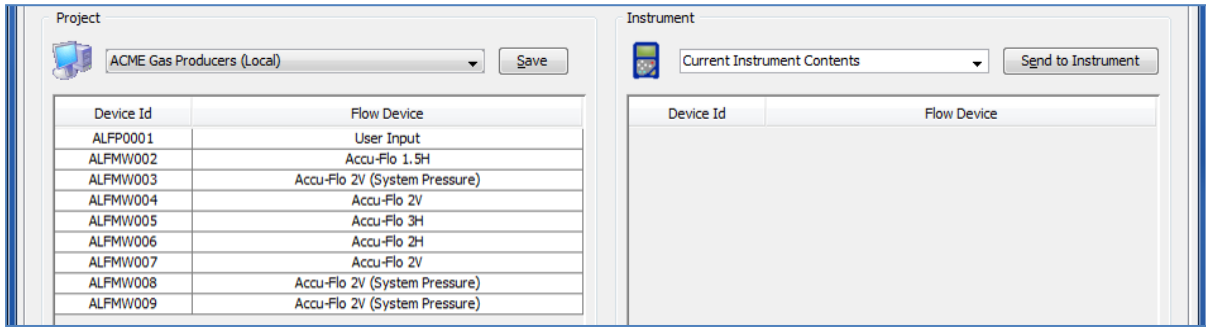 Project
ACME Gas Producers (Local)
Save
Device Id Flow Device
ALFP0001 User Input
ALFMW002 Accu-Flo 1.5H
ALFMW003 Accu-Flo 2V (System Pressure)
ALFMW004 Accu-Flo 2V
ALFMW005 Accu-Flo 3H
ALFMW006 Accu-Flo 2H
ALFMW007 Accu-Flo 2V
ALFMW008 Accu-Flo 2V (System Pressure)
ALFMW009 Accu-Flo 2V (System Pressure)
Instrument
Current Instrument Contents
Send to Instrument
Device Id Flow Device